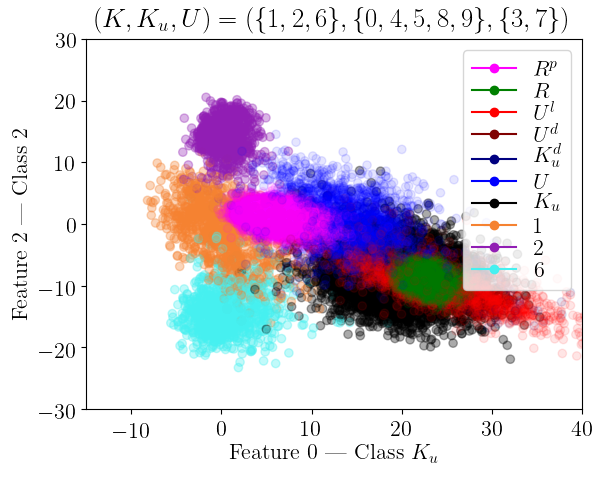 (K, K_u, U) = ({1, 2, 6}, {0, 4, 5, 8, 9}, {3, 7})
30
20
10
0
−10
−20
−30
Feature 2 — Class 2
R^p
R
U^l
U^d
K_u^d
U
K_u
1
2
6
−10
0
10
20
30
40
Feature 0 — Class K_u